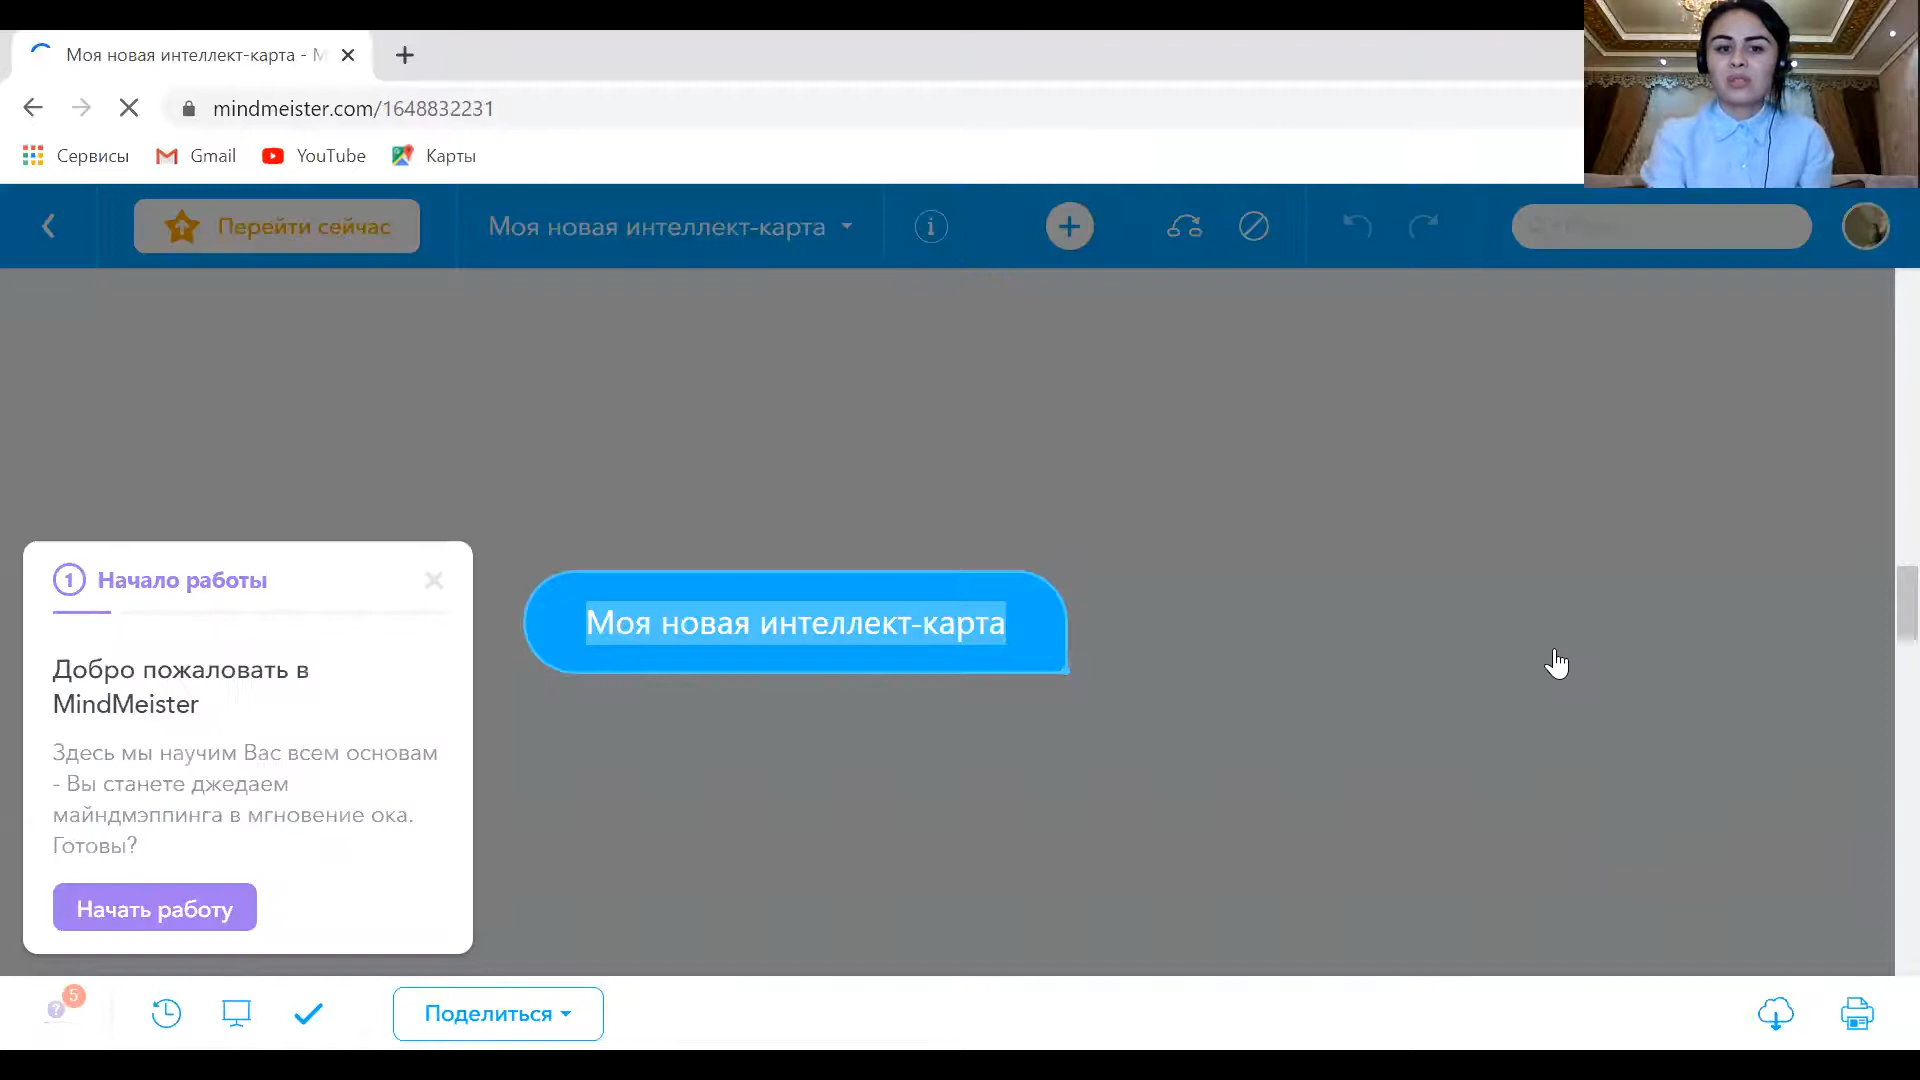 Моя новая интеллект-карта - M
mindmeister.com/1648832231
Сервисы
Gmail
YouTube
Карты
Перейти сейчас
Моя новая интеллект-карта
1 Начало работы
Моя новая интеллект-карта
Добро пожаловать в
MindMeister
Здесь мы научим Вас всем основам
- Вы станете джедаем
майндмэппинга в мгновение ока.
Готовы?
Начать работу
5
?
Поделиться